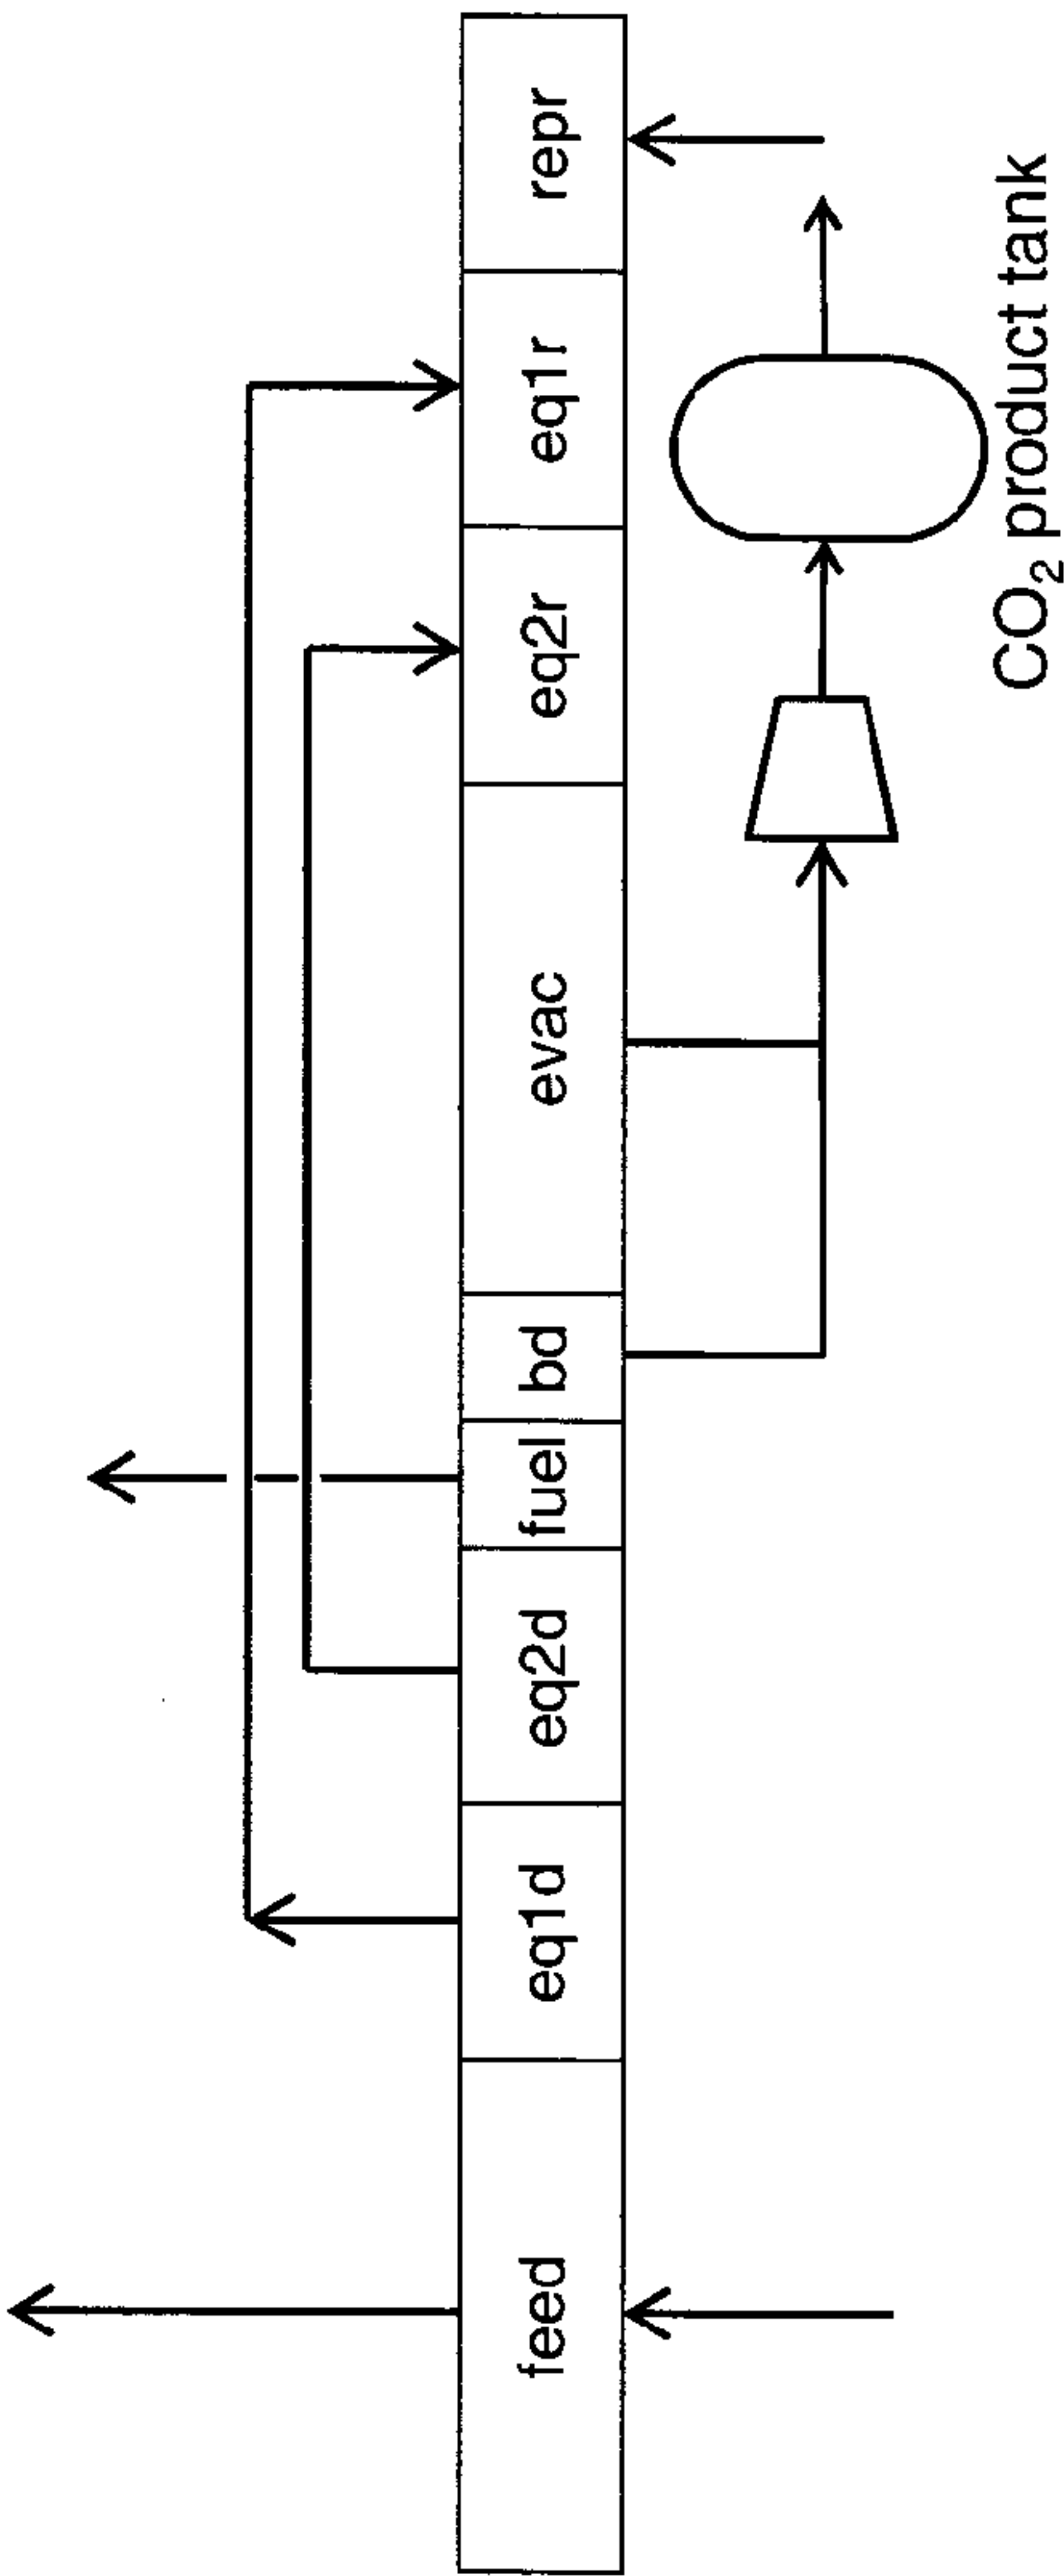 feed
eq1d
eq2d
fuel
bd
evac
eq2r
eq1r
repr
CO₂ product tank